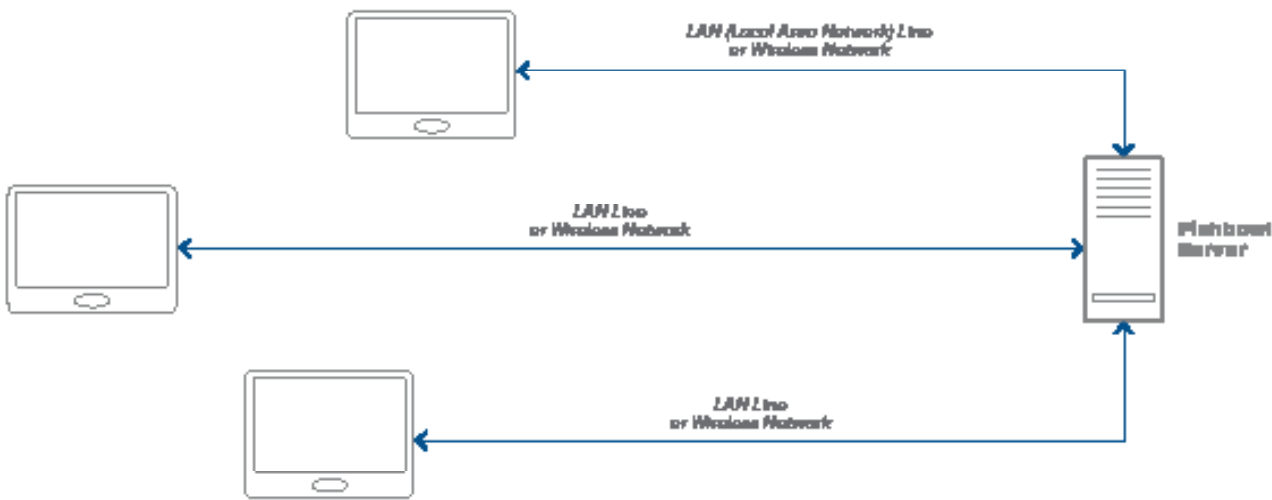 LAN (Local Area Network) Line
or Wireless Network
LAN Line
or Wireless Network
Fishbowl
Server
LAN Line
or Wireless Network